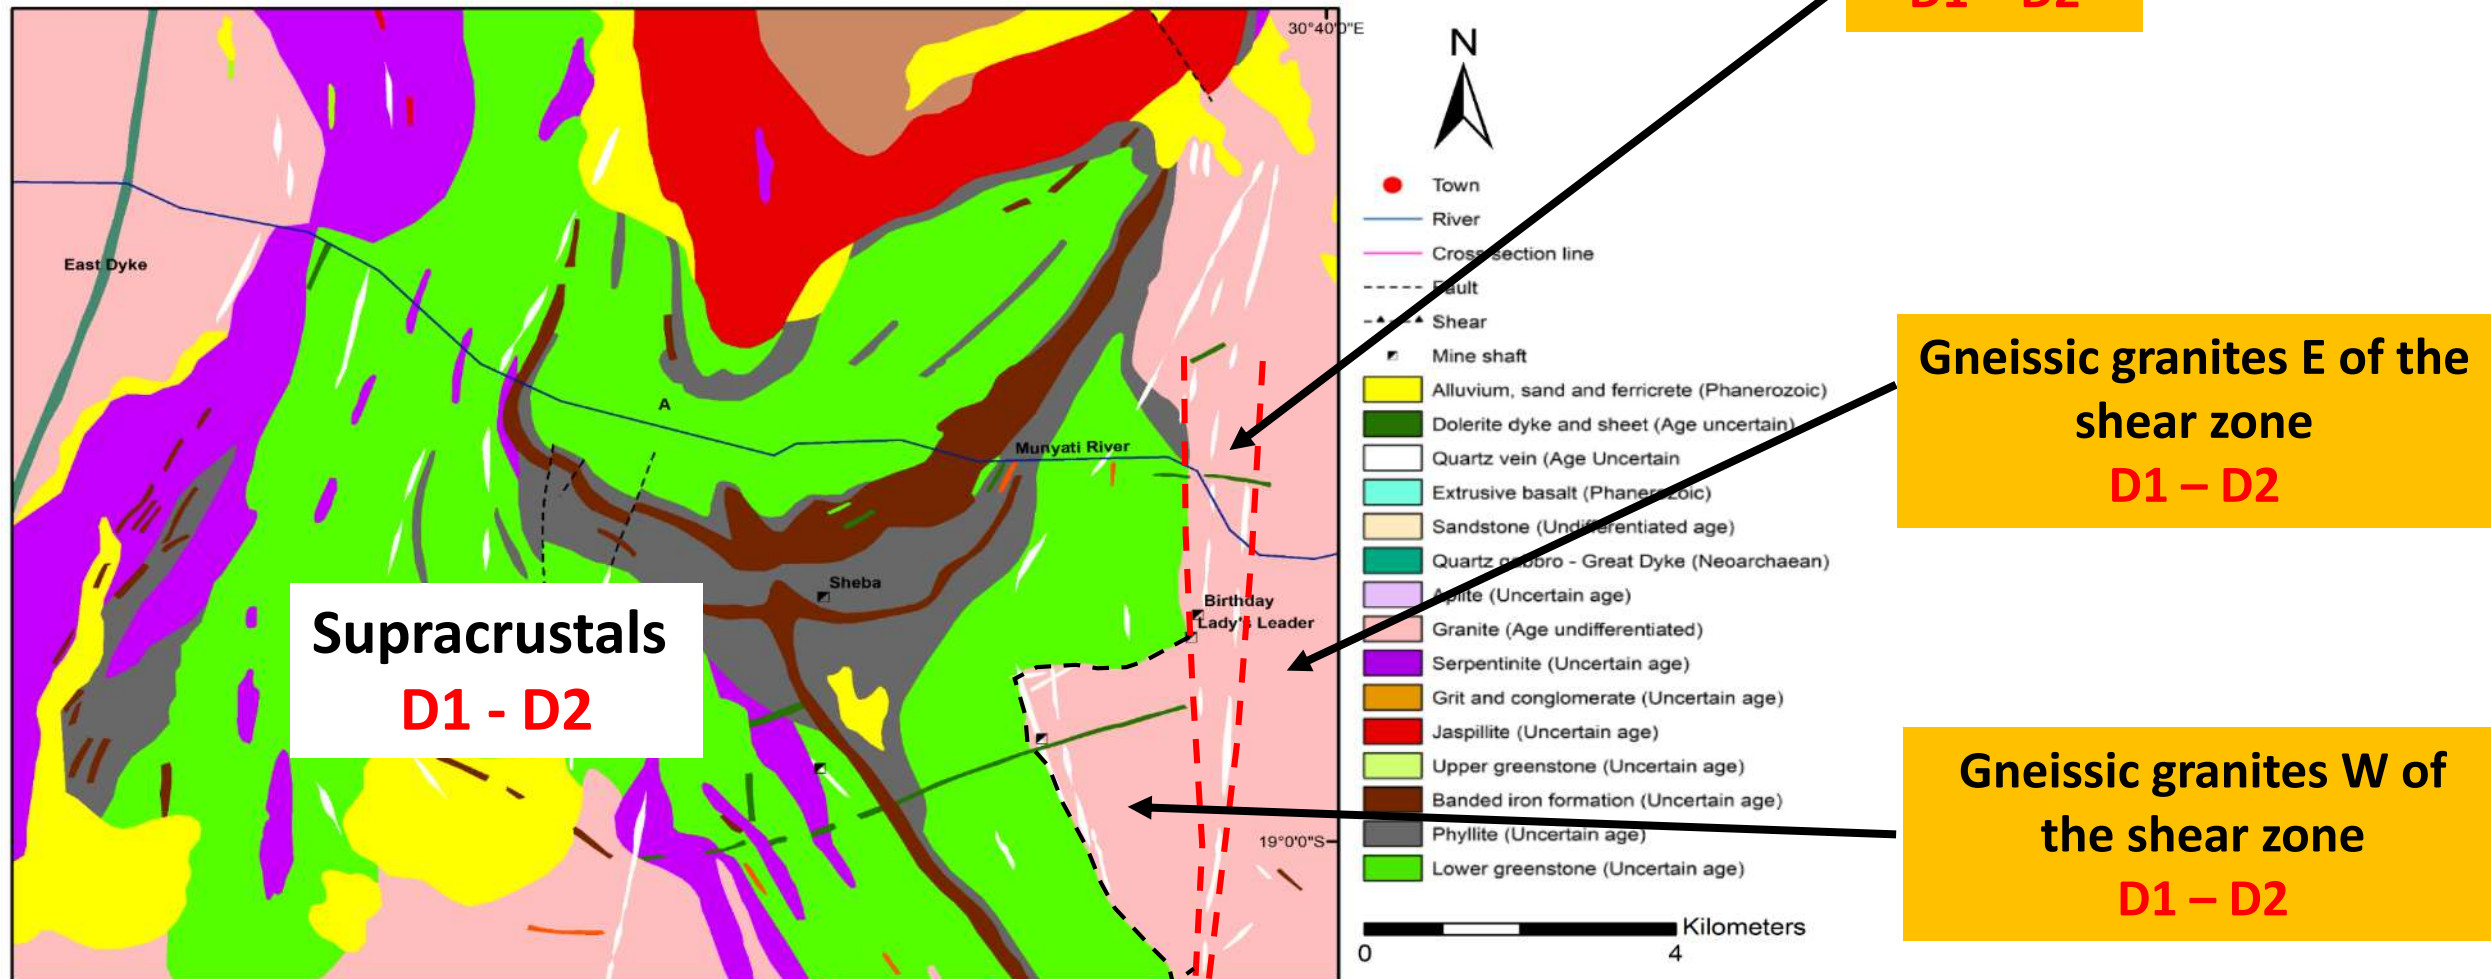 D1 – D2
30°40'0"E
N
East Dyke
A
Munyati River
Sheba
Birthday
Lady's Leader
19°0'0"S
Supracrustals
D1 - D2
Town
River
Cross section line
Fault
Shear
Mine shaft
Alluvium, sand and ferricrete (Phanerozoic)
Dolerite dyke and sheet (Age uncertain)
Quartz vein (Age Uncertain
Extrusive basalt (Phanerozoic)
Sandstone (Undifferentiated age)
Quartz gabbro - Great Dyke (Neoarchaean)
Aplite (Uncertain age)
Granite (Age undifferentiated)
Serpentinite (Uncertain age)
Grit and conglomerate (Uncertain age)
Jaspillite (Uncertain age)
Upper greenstone (Uncertain age)
Banded iron formation (Uncertain age)
Phyllite (Uncertain age)
Lower greenstone (Uncertain age)
Kilometers
0 4
Gneissic granites E of the
shear zone
D1 – D2
Gneissic granites W of
the shear zone
D1 – D2